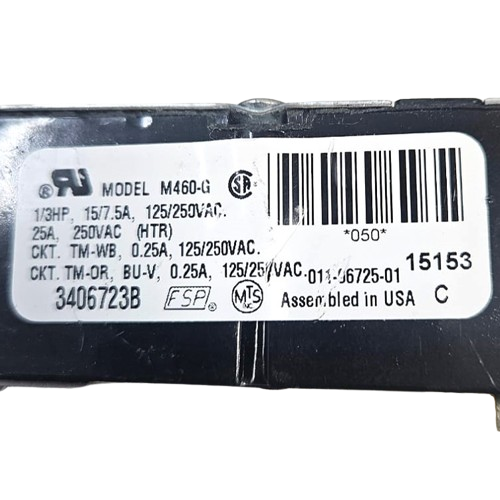 ® RU MODEL M460-G SA
1/3HP, 15/7.5A, 125/250VAC.
25A, 250VAC (HTR)
CKT. TM-WB, 0.25A, 125/250VAC.
CKT. TM-OR, BU-V, 0.25A, 125/250VAC.
3406723B FSP MTS
*050*
011-06725-01 15153
Assembled in USA C